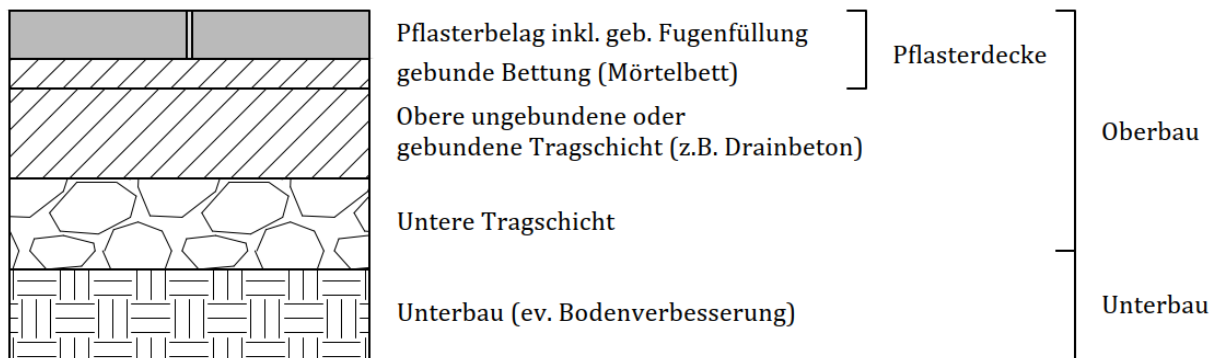 Pflasterbelag inkl. geb. Fugenfüllung
gebunde Bettung (Mörtelbett)
Pflasterdecke
Obere ungebundene oder
gebundene Tragschicht (z.B. Drainbeton)
Oberbau
Untere Tragschicht
Unterbau (ev. Bodenverbesserung)
Unterbau